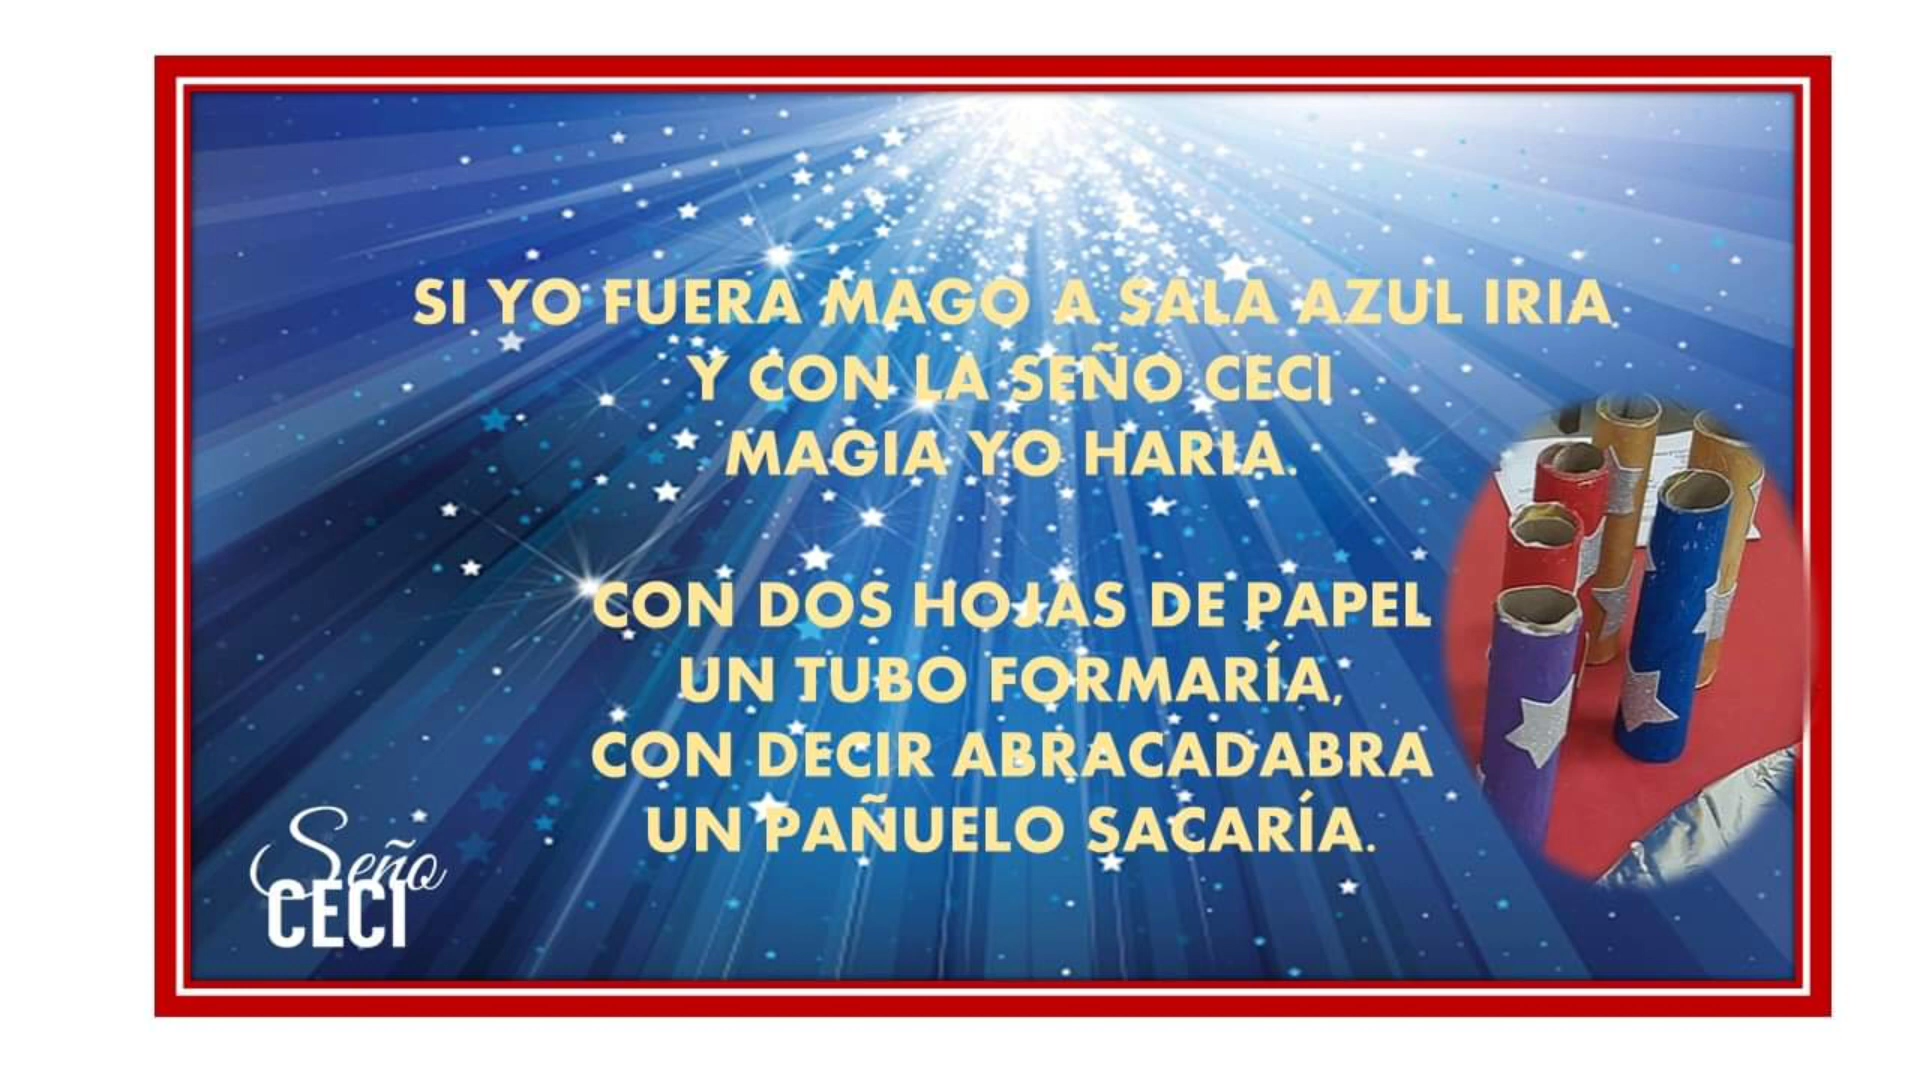 SI YO FUERA MAGO A SALA AZUL IRIA
Y CON LA SEÑO CECI
MAGIA YO HARIA.
CON DOS HOJAS DE PAPEL
UN TUBO FORMARÍA,
CON DECIR ABRACADABRA
UN PAÑUELO SACARÍA.
Seño
CECI